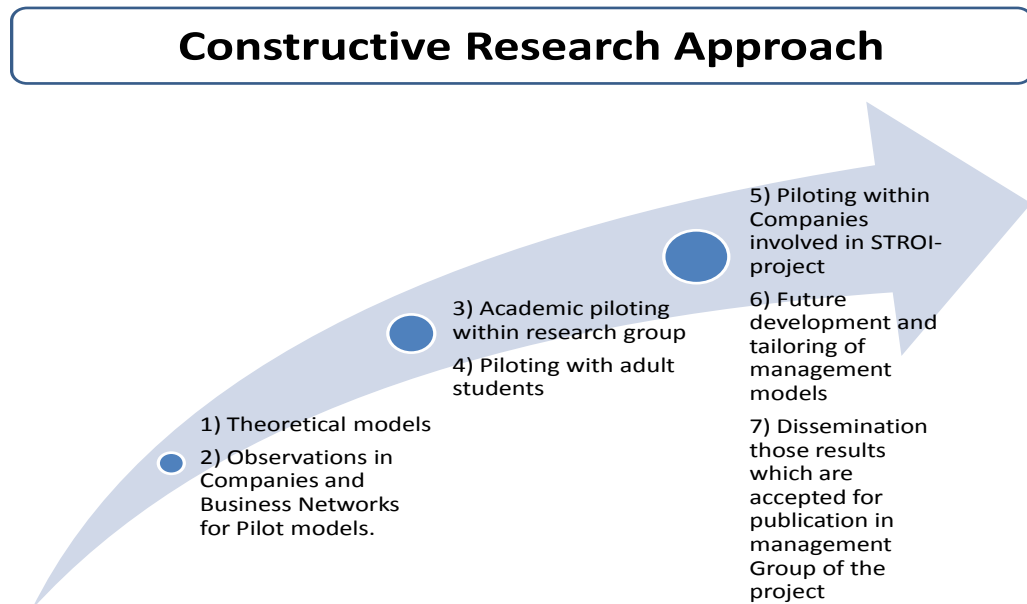 Constructive Research Approach
1) Theoretical models
2) Observations in
Companies and
Business Networks
for Pilot models.
3) Academic piloting
within research group
4) Piloting with adult
students
5) Piloting within
Companies
involved in STROI-
project
6) Future
development and
tailoring of
management
models
7) Dissemination
those results
which are
accepted for
publication in
management
Group of the
project